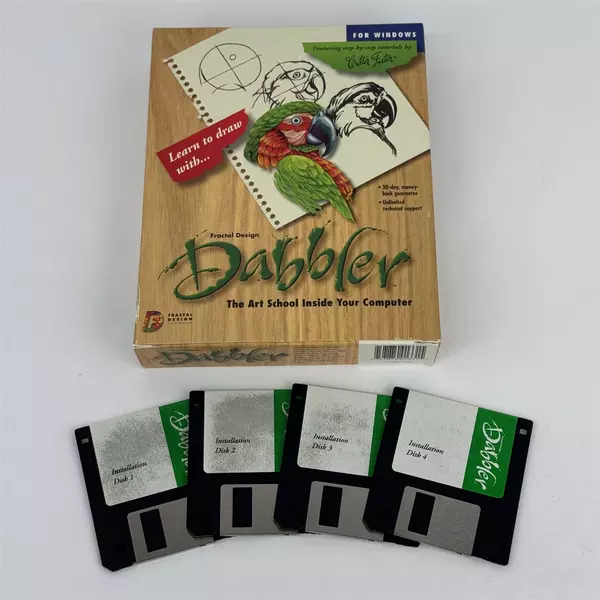 FOR WINDOWS
Featuring step-by-step tutorials by
Walter Foster
Learn to draw
with...
• 30-day, money-
back guarantee
• Unlimited
technical support
Fractal Design
Dabbler
The Art School Inside Your Computer
FRACTAL
DESIGN
Dabbler
Installation
Disk 1
Dabbler
Installation
Disk 2
Installation
Disk 3
Installation
Disk 4
Dabbler